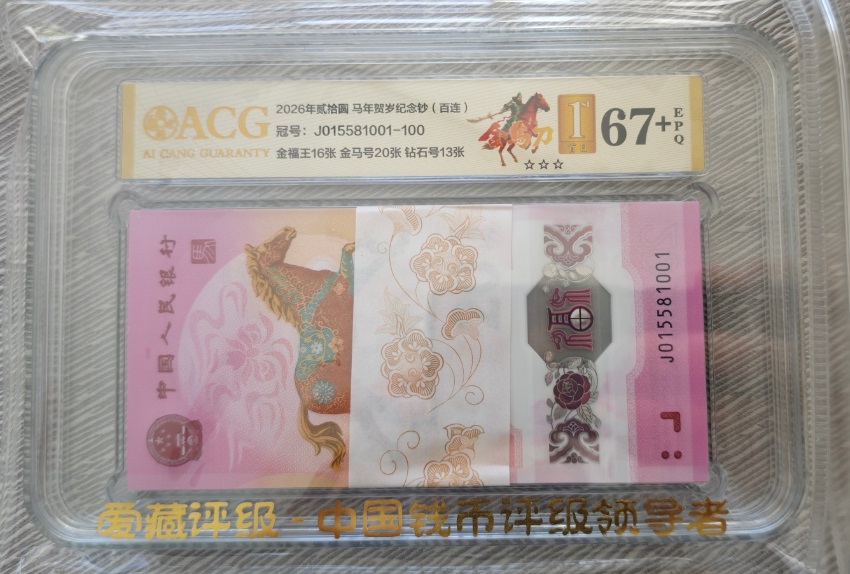 ACG
AI CANG GUARANTY
2026年贰拾圆 马年贺岁纪念钞(百连)
冠号: J015581001-100
金福王16张 金马号20张 钻石号13张
1st
67+
EPQ
☆☆☆
中国人民银行
J015581001
爱藏评级-中国钱币评级领导者